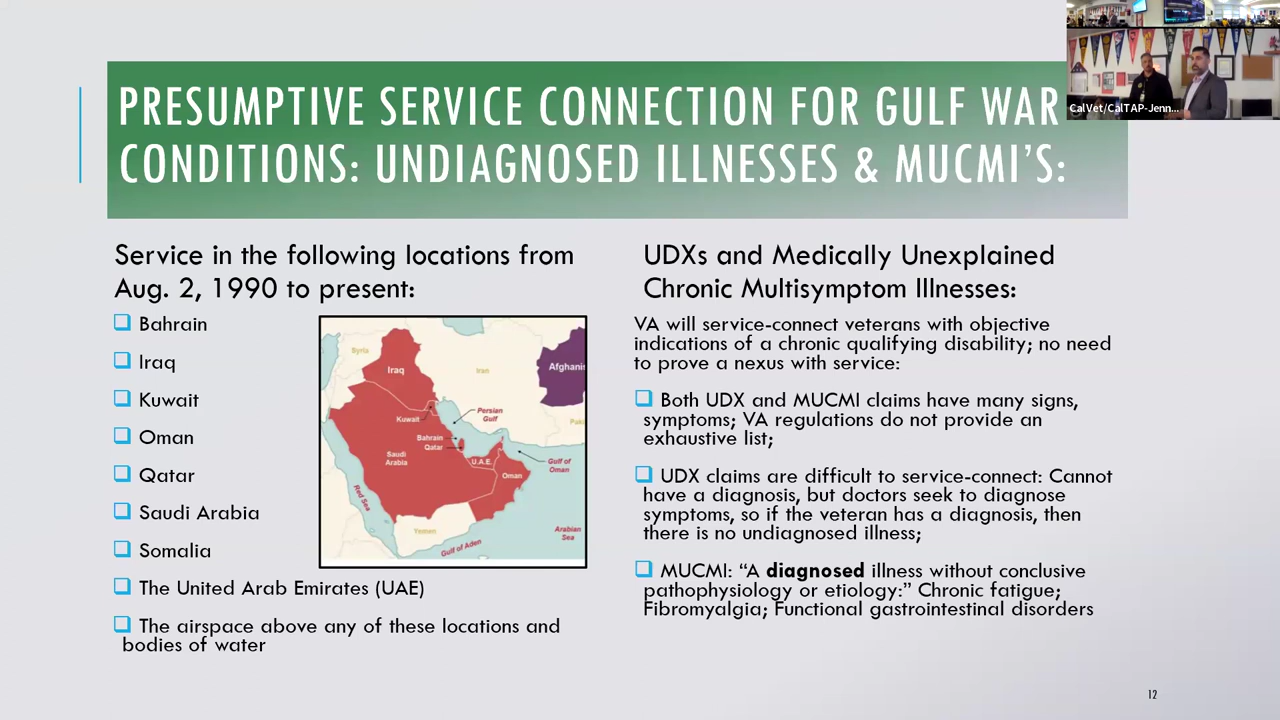 CalVet/CalTAP-Jenn...
PRESUMPTIVE SERVICE CONNECTION FOR GULF WAR
CONDITIONS: UNDIAGNOSED ILLNESSES & MUCMI'S:
Service in the following locations from
Aug. 2, 1990 to present:
❑ Bahrain
❑ Iraq
❑ Kuwait
❑ Oman
❑ Qatar
❑ Saudi Arabia
❑ Somalia
❑ The United Arab Emirates (UAE)
❑ The airspace above any of these locations and
bodies of water
Syria
Iraq
Iran
Afghanis
Kuwait
Persian
Gulf
Pak
Bahrain
Qatar
Saudi
Arabia
U.A.E.
Gulf of
Oman
Oman
Red Sea
Yemen
Arabian
Sea
Gulf of Aden
UDXs and Medically Unexplained
Chronic Multisymptom Illnesses:
VA will service-connect veterans with objective
indications of a chronic qualifying disability; no need
to prove a nexus with service:
❑ Both UDX and MUCMI claims have many signs,
symptoms; VA regulations do not provide an
exhaustive list;
❑ UDX claims are difficult to service-connect: Cannot
have a diagnosis, but doctors seek to diagnose
symptoms, so if the veteran has a diagnosis, then
there is no undiagnosed illness;
❑ MUCMI: “A diagnosed illness without conclusive
pathophysiology or etiology:” Chronic fatigue;
Fibromyalgia; Functional gastrointestinal disorders
12